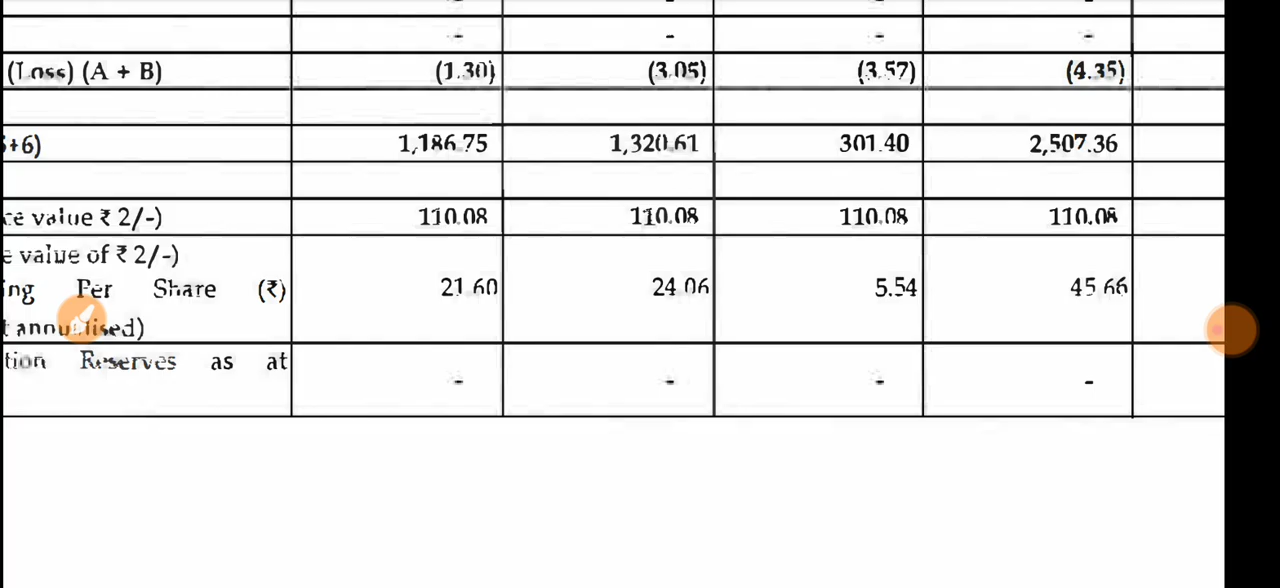 - - - -
(Loss) (A + B) (1.30) (3.05) (3.57) (4.35)
+6) 1,186.75 1,320.61 301.40 2,507.36
ce value ₹ 2/-) 110.08 110.08 110.08 110.08
e value of ₹ 2/-)
ing Per Share (₹) 21.60 24.06 5.54 45.66
t annualised)
tion Reserves as at - - - -